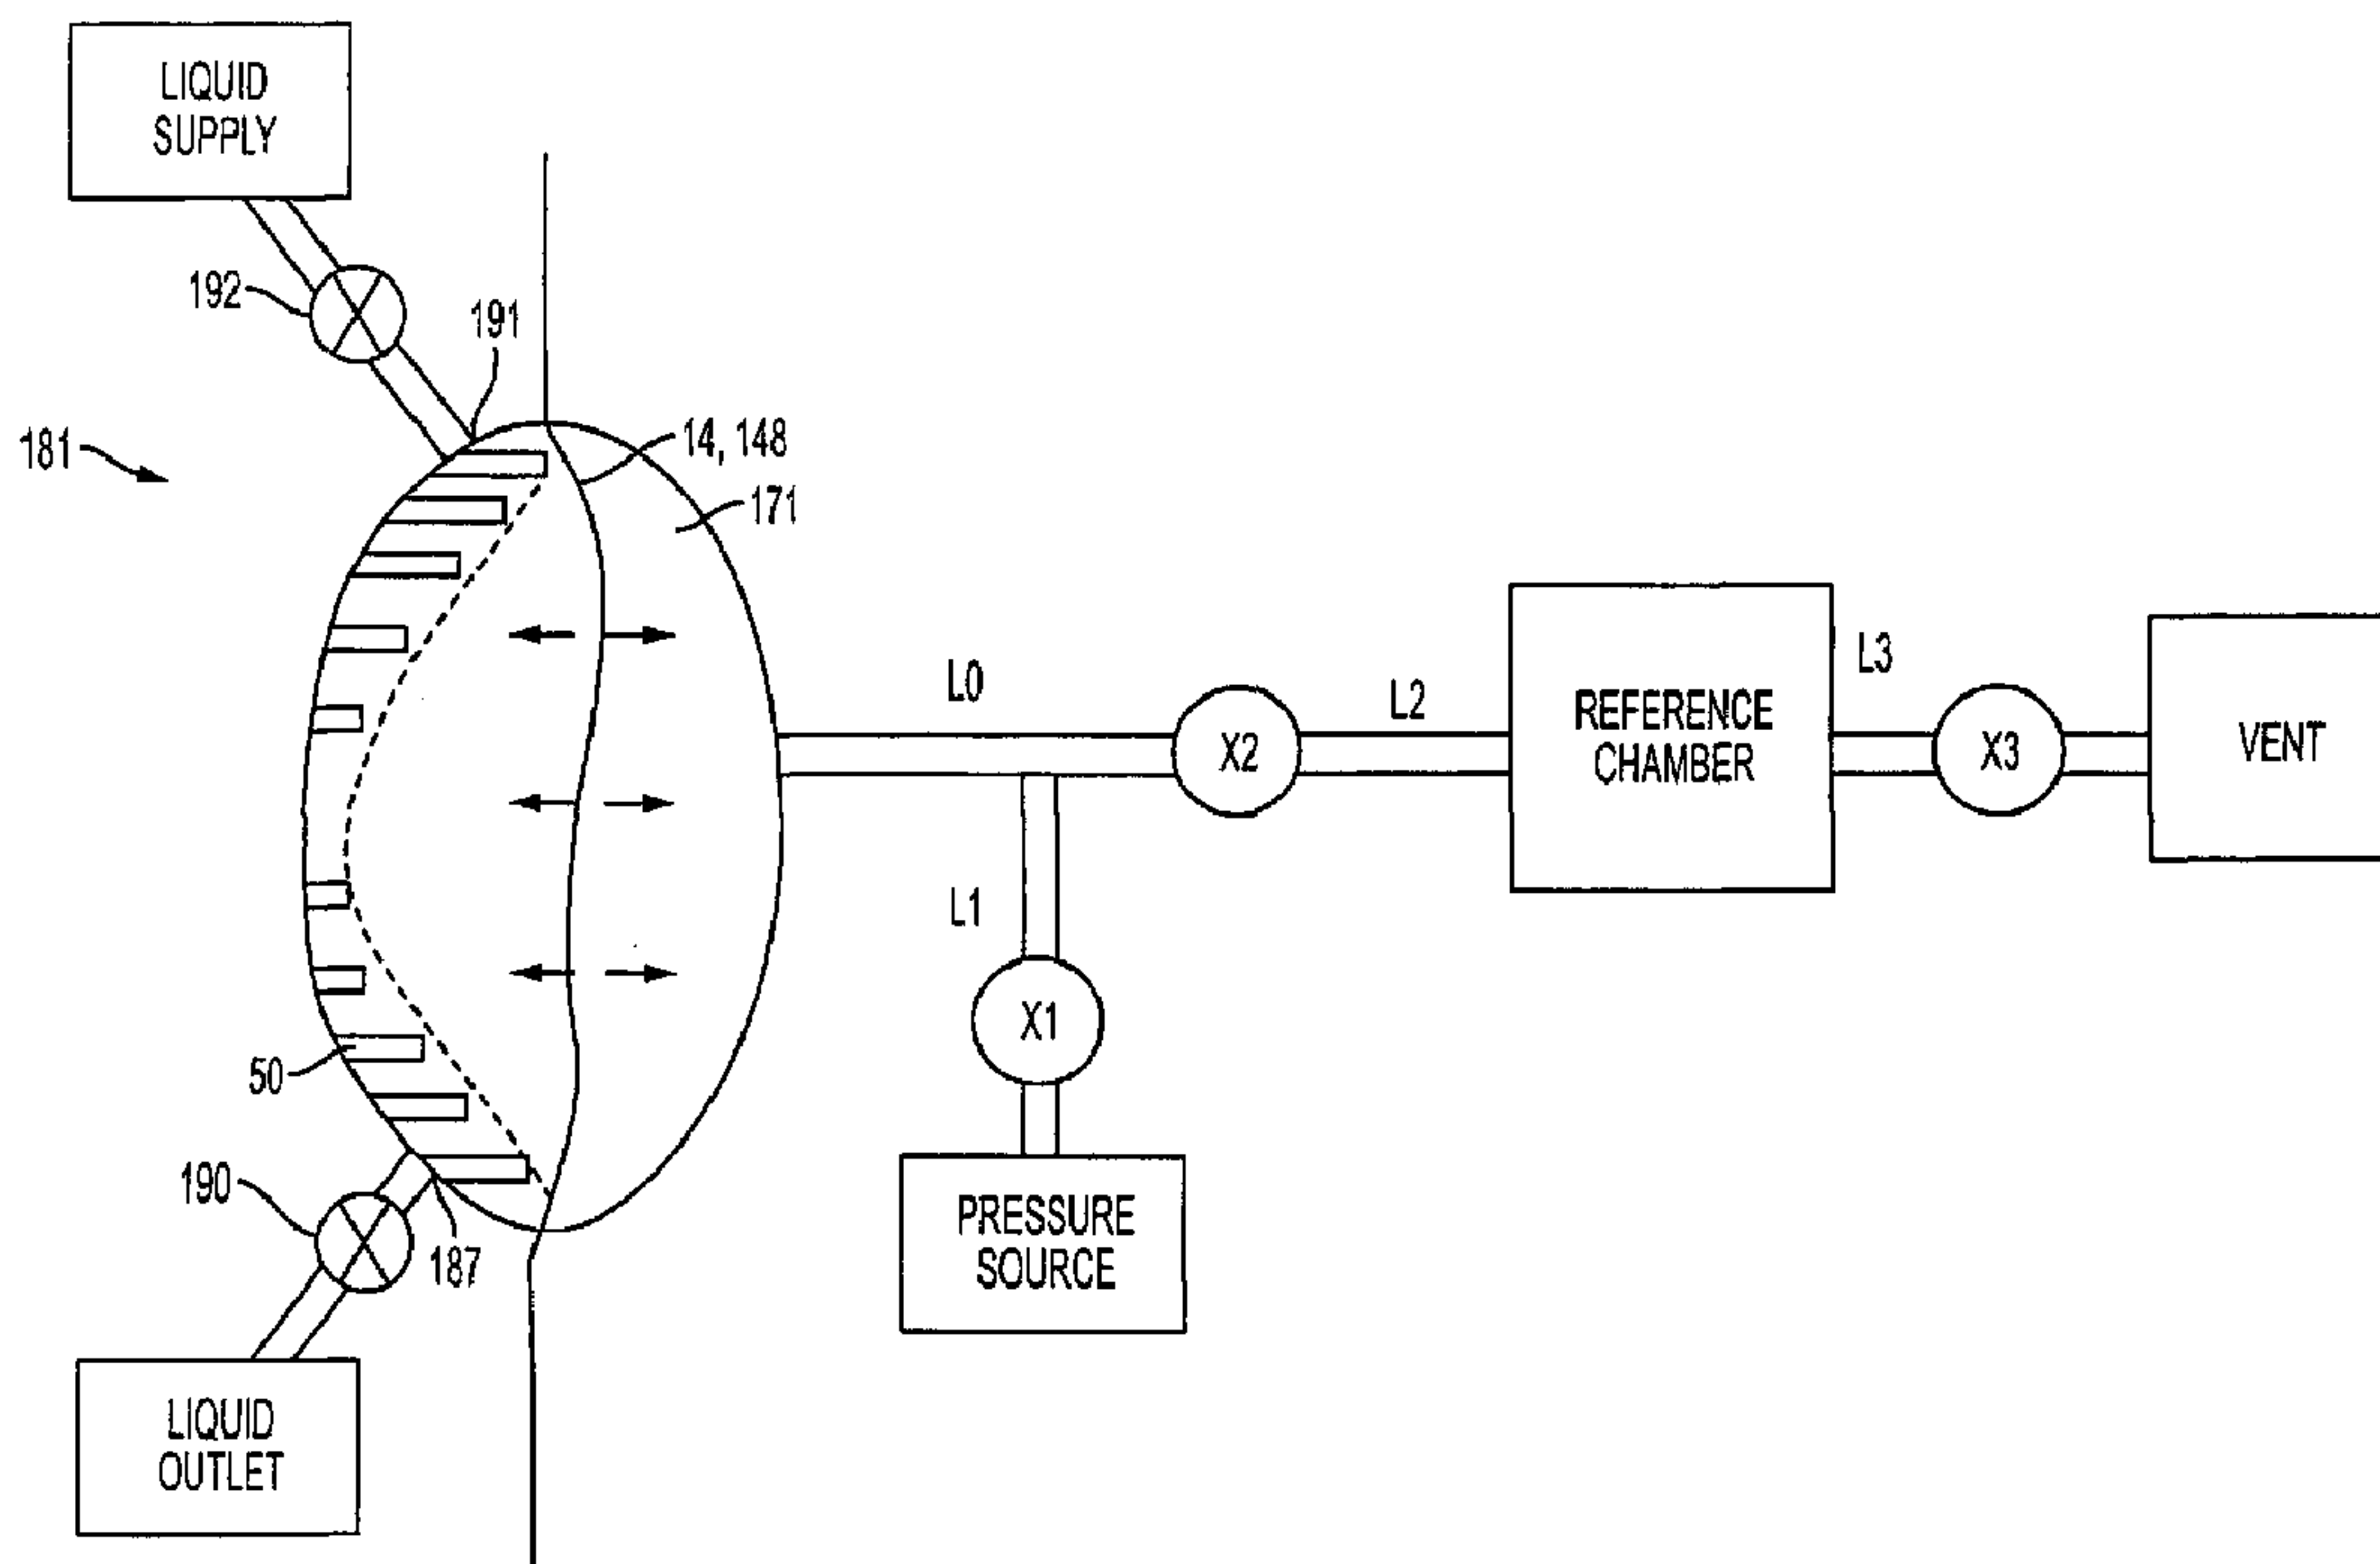 LIQUID
SUPPLY
192
191
181
14, 148
171
L0
L2
REFERENCE
CHAMBER
L3
X2
X3
VENT
L1
X1
50
190
187
PRESSURE
SOURCE
LIQUID
OUTLET